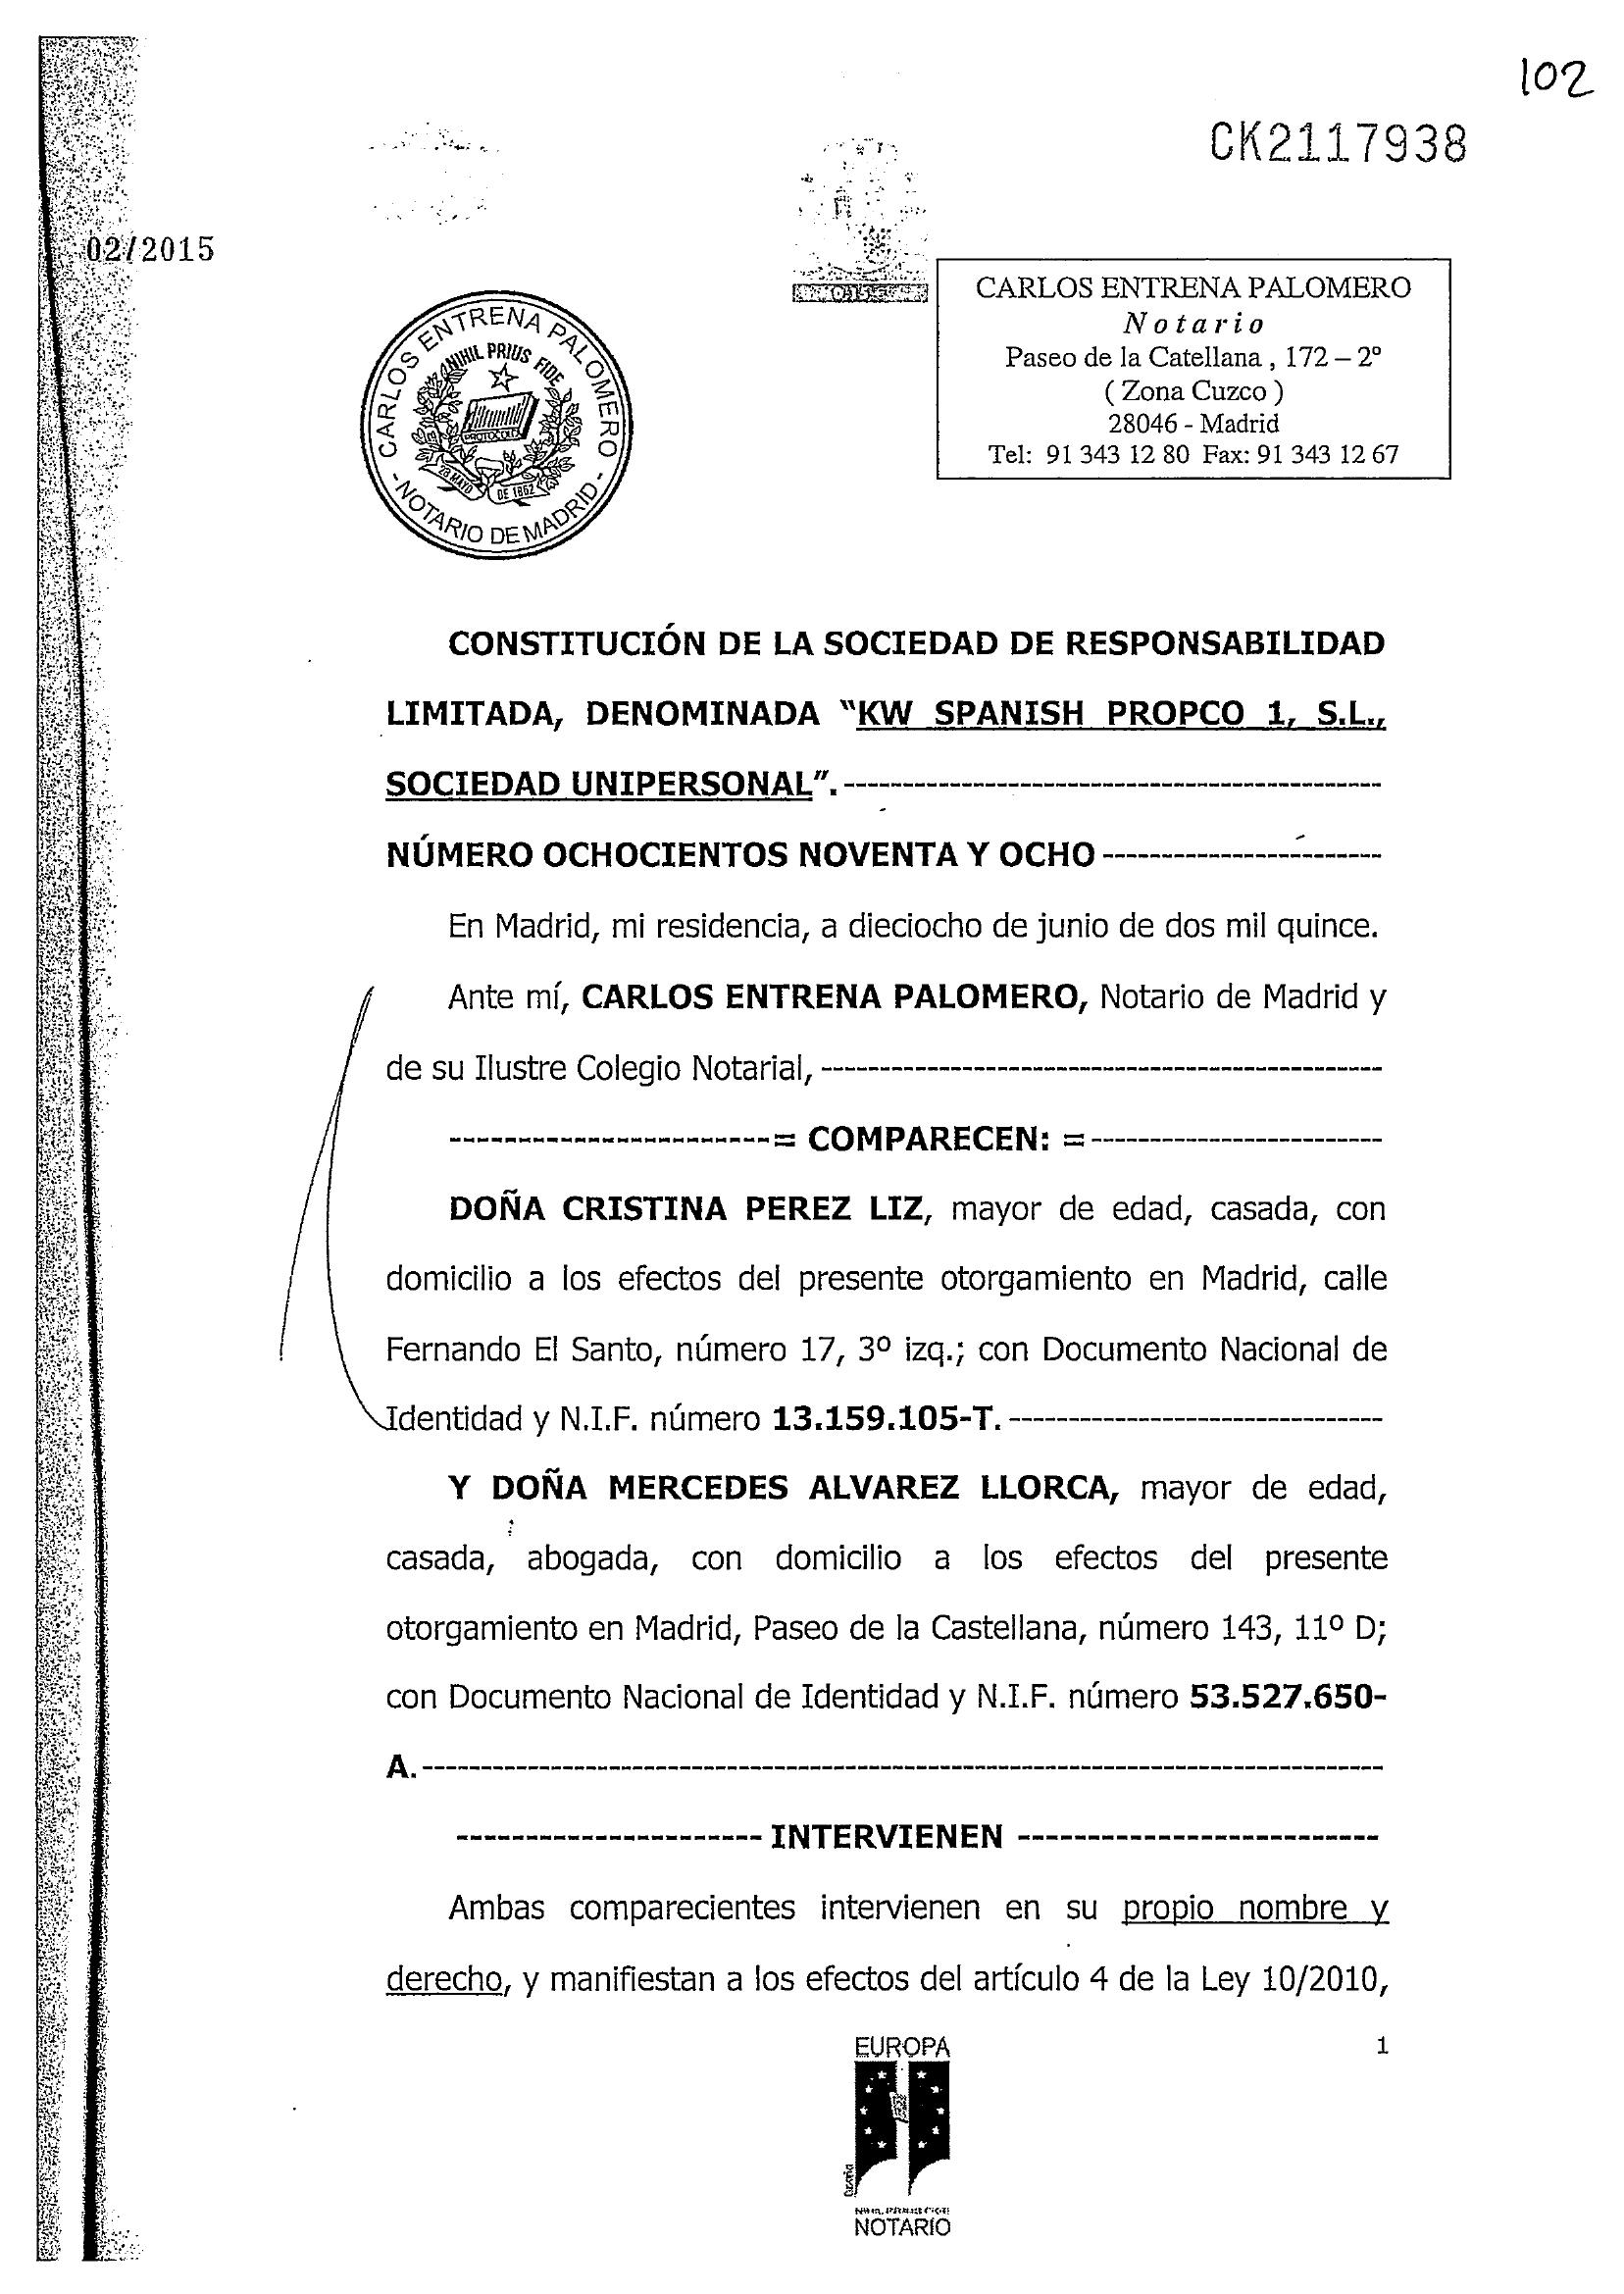 102
CK2117938
02/2015
CARLOS ENTRENA PALOMERO
NIHIL PRIUS FIDE
PROTOCOLO
28 MAYO
DE 1862
- NOTARIO DE MADRID -
CARLOS ENTRENA PALOMERO
Notario
Paseo de la Catellana , 172 – 2º
( Zona Cuzco )
28046 - Madrid
Tel: 91 343 12 80 Fax: 91 343 12 67
CONSTITUCIÓN DE LA SOCIEDAD DE RESPONSABILIDAD
LIMITADA, DENOMINADA "KW SPANISH PROPCO 1, S.L.,
SOCIEDAD UNIPERSONAL".----------------------------------------------
NÚMERO OCHOCIENTOS NOVENTA Y OCHO ------------------------
En Madrid, mi residencia, a dieciocho de junio de dos mil quince.
Ante mí, CARLOS ENTRENA PALOMERO, Notario de Madrid y
de su Ilustre Colegio Notarial, ------------------------------------------------
------------------------= COMPARECEN: =-------------------------
DOÑA CRISTINA PEREZ LIZ, mayor de edad, casada, con
domicilio a los efectos del presente otorgamiento en Madrid, calle
Fernando El Santo, número 17, 3º izq.; con Documento Nacional de
Identidad y N.I.F. número 13.159.105-T. --------------------------------
Y DOÑA MERCEDES ALVAREZ LLORCA, mayor de edad,
casada, abogada, con domicilio a los efectos del presente
otorgamiento en Madrid, Paseo de la Castellana, número 143, 11º D;
con Documento Nacional de Identidad y N.I.F. número 53.527.650-
A.----------------------------------------------------------------------------------
---------------------- INTERVIENEN --------------------------
Ambas comparecientes intervienen en su propio nombre y
derecho, y manifiestan a los efectos del artículo 4 de la Ley 10/2010,
1
EUROPA
España
NOTARIO